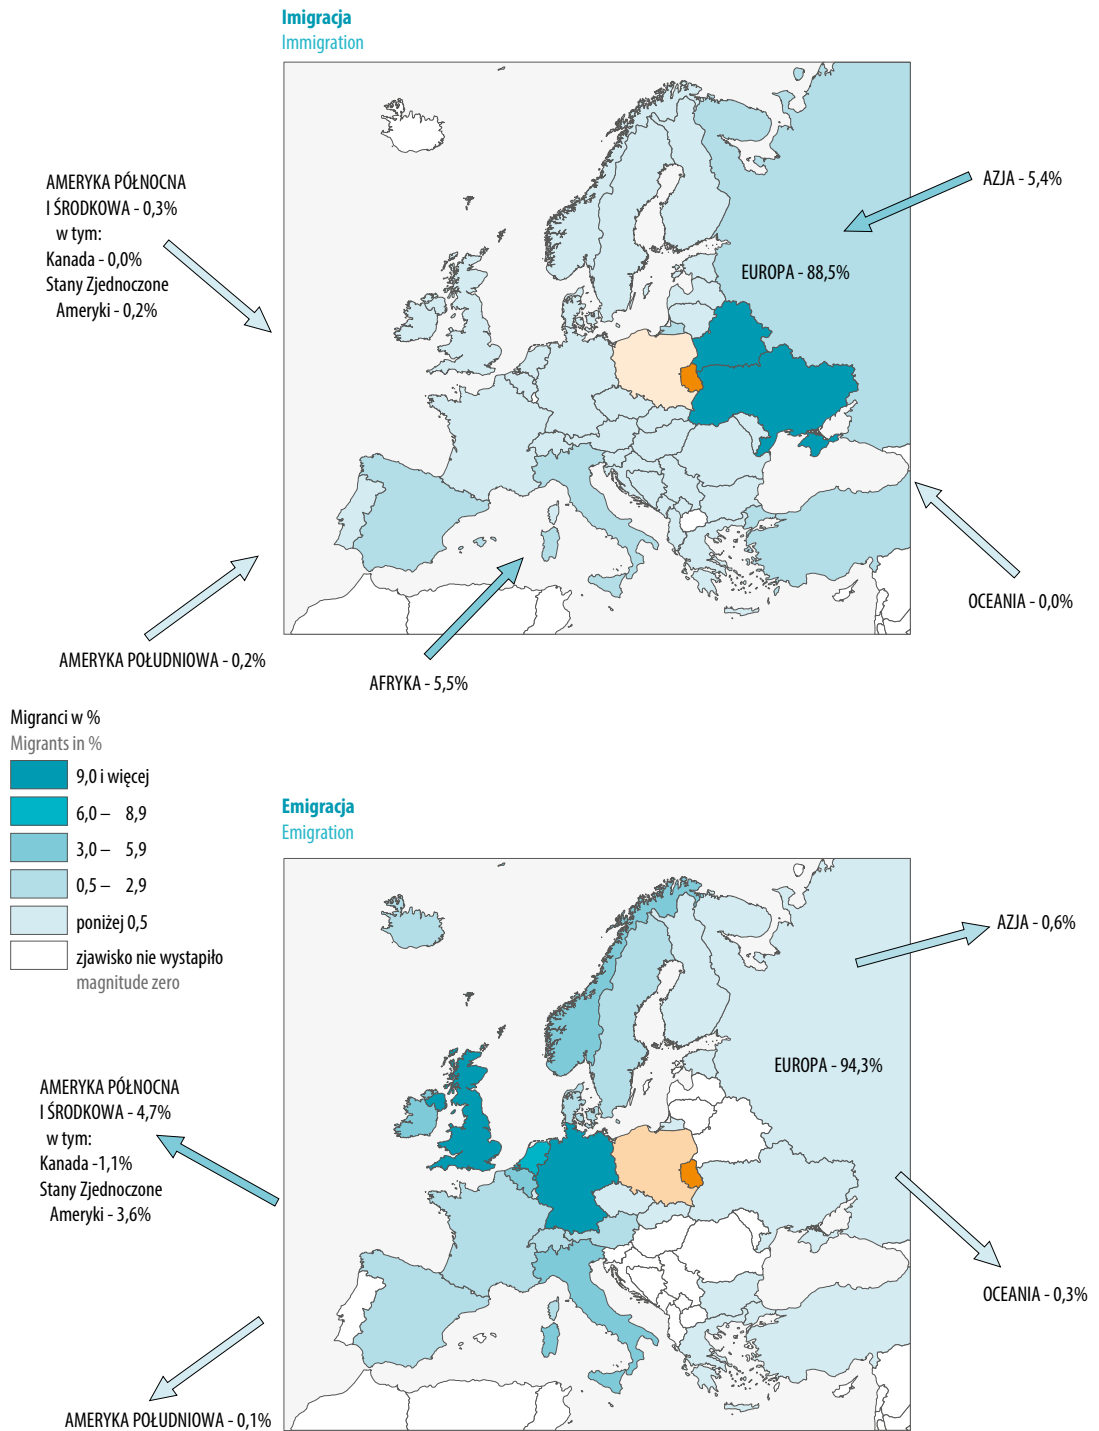 Imigracja
Immigration
AMERYKA PÓŁNOCNA
I ŚRODKOWA - 0,3%
w tym:
Kanada - 0,0%
Stany Zjednoczone
Ameryki - 0,2%
AZJA - 5,4%
EUROPA - 88,5%
OCEANIA - 0,0%
AMERYKA POŁUDNIOWA - 0,2%
AFRYKA - 5,5%
Migranci w %
Migrants in %
9,0 i więcej
6,0 – 8,9
3,0 – 5,9
0,5 – 2,9
poniżej 0,5
zjawisko nie wystapiło
magnitude zero
Emigracja
Emigration
AZJA - 0,6%
EUROPA - 94,3%
AMERYKA PÓŁNOCNA
I ŚRODKOWA - 4,7%
w tym:
Kanada -1,1%
Stany Zjednoczone
Ameryki - 3,6%
OCEANIA - 0,3%
AMERYKA POŁUDNIOWA - 0,1%